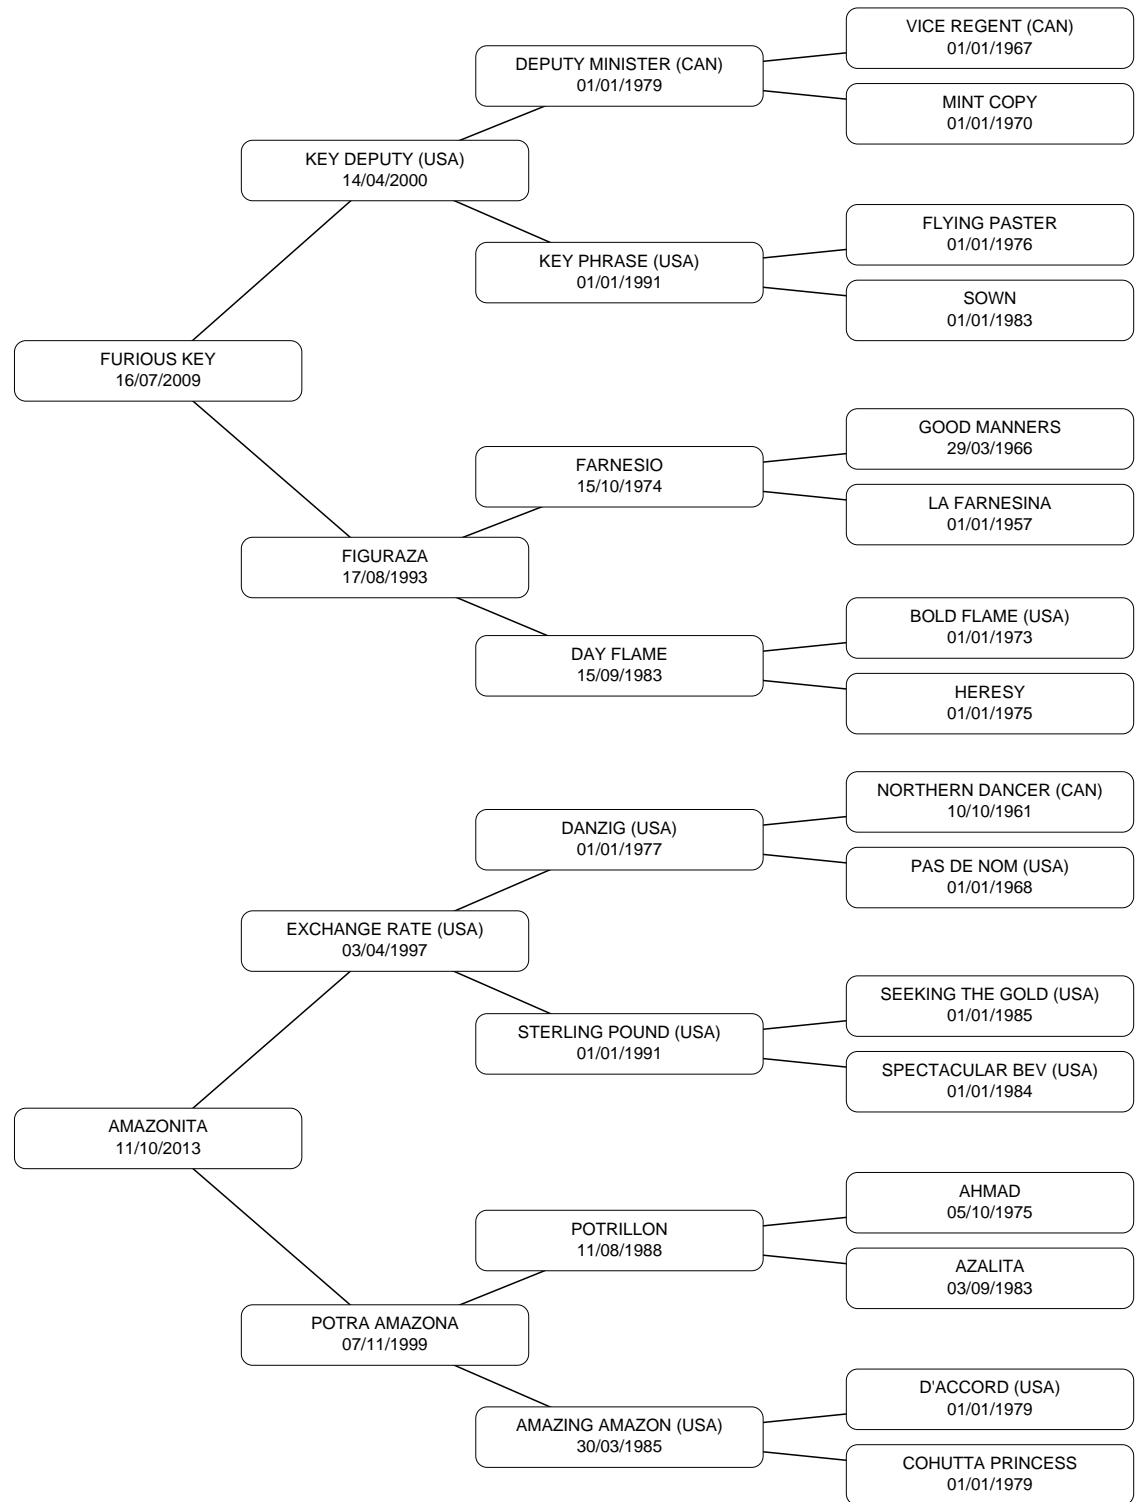 VICE REGENT (CAN)
01/01/1967
DEPUTY MINISTER (CAN)
01/01/1979
MINT COPY
01/01/1970
KEY DEPUTY (USA)
14/04/2000
FLYING PASTER
01/01/1976
KEY PHRASE (USA)
01/01/1991
SOWN
01/01/1983
FURIOUS KEY
16/07/2009
GOOD MANNERS
29/03/1966
FARNESIO
15/10/1974
LA FARNESINA
01/01/1957
FIGURAZA
17/08/1993
BOLD FLAME (USA)
01/01/1973
DAY FLAME
15/09/1983
HERESY
01/01/1975
NORTHERN DANCER (CAN)
10/10/1961
DANZIG (USA)
01/01/1977
PAS DE NOM (USA)
01/01/1968
EXCHANGE RATE (USA)
03/04/1997
SEEKING THE GOLD (USA)
01/01/1985
STERLING POUND (USA)
01/01/1991
SPECTACULAR BEV (USA)
01/01/1984
AMAZONITA
11/10/2013
AHMAD
05/10/1975
POTRILLON
11/08/1988
AZALITA
03/09/1983
POTRA AMAZONA
07/11/1999
D'ACCORD (USA)
01/01/1979
AMAZING AMAZON (USA)
30/03/1985
COHUTTA PRINCESS
01/01/1979